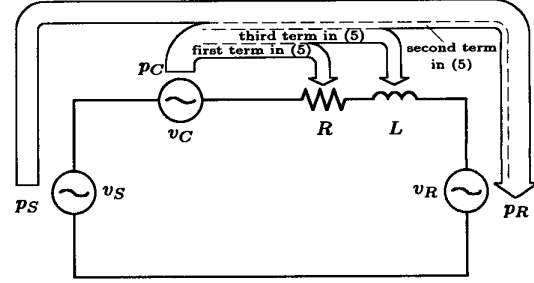 third term in (5)
first term in (5)
second term
in (5)
p_C
v_C
R
L
p_S
v_S
v_R
p_R